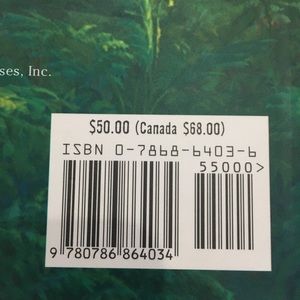 ses, Inc.
$50.00 (Canada $68.00)
ISBN 0-7868-6403-6
55000>
9 780786 864034